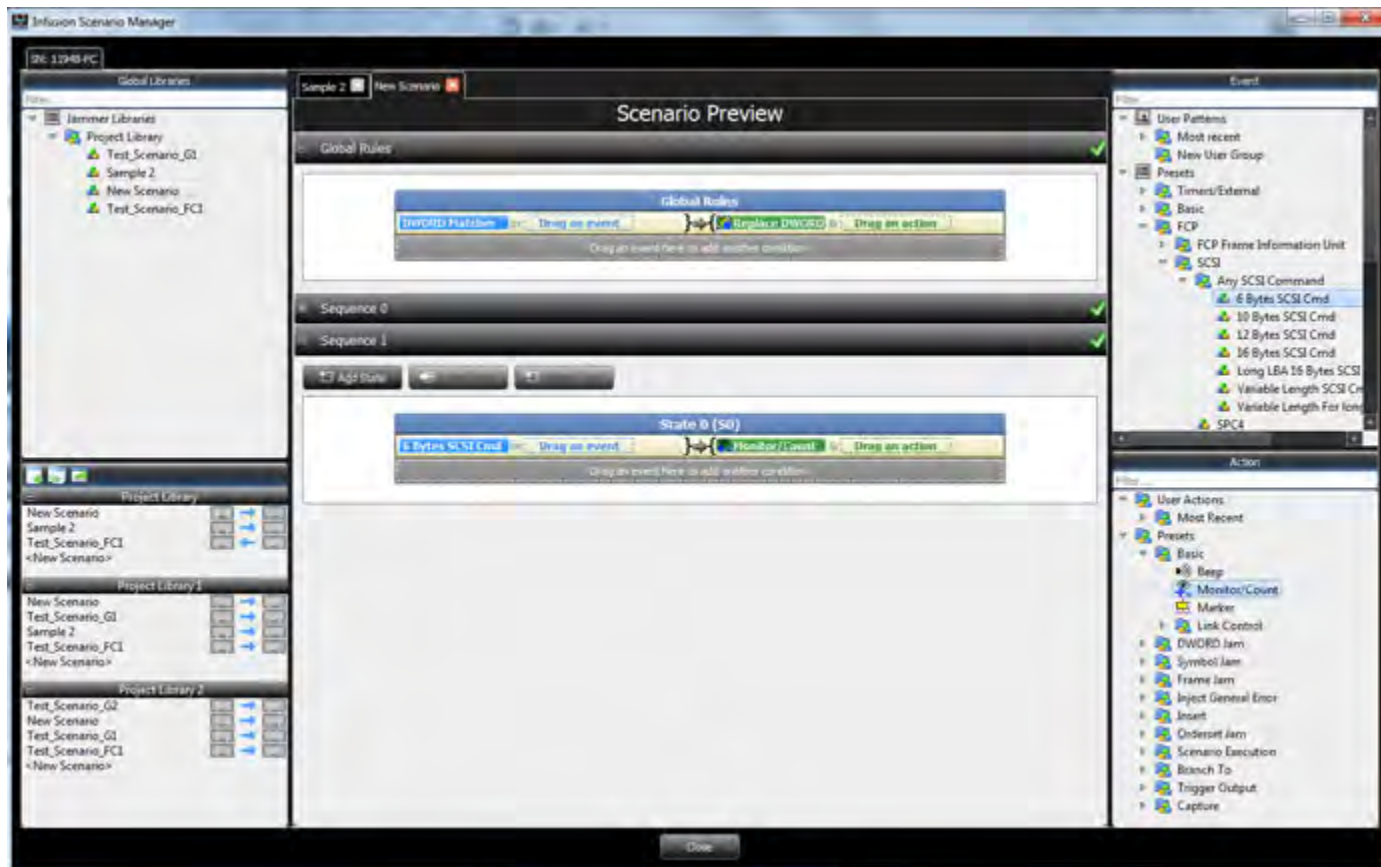 Infusion Scenario Manager
SN: 11948-FC
Global Libraries
Jammer Libraries
Project Library
Test_Scenario_G1
Sample 2
New Scenario
Test_Scenario_FC1
Project Library
New Scenario
Sample 2
Test_Scenario_FC1
<New Scenario>
Project Library 1
New Scenario
Test_Scenario_G1
Sample 2
Test_Scenario_FC1
<New Scenario>
Project Library 2
Test_Scenario_G2
New Scenario
Test_Scenario_G1
Test_Scenario_FC1
<New Scenario>
Sample 2 New Scenario
Scenario Preview
Global Rules
Global Rules
DWORD Matcher or Drag an event }⇒{ Replace DWORD & Drag an action
Drag an event here to add another condition
Sequence 0
Sequence 1
Add State
State 0 (S0)
6 Bytes SCSI Cmd or Drag an event }⇒{ Monitor/Count & Drag an action
Drag an event here to add another condition
Event
Filter...
User Patterns
Most recent
New User Group
Presets
Timers/External
Basic
FCP
FCP Frame Information Unit
SCSI
Any SCSI Command
6 Bytes SCSI Cmd
10 Bytes SCSI Cmd
12 Bytes SCSI Cmd
16 Bytes SCSI Cmd
Long LBA 16 Bytes SCSI
Variable Length SCSI Cm
Variable Length For long
SPC4
Action
Filter ...
User Actions
Most Recent
Presets
Basic
Beep
Monitor/Count
Marker
Link Control
DWORD Jam
Symbol Jam
Frame Jam
Inject General Error
Insert
Orderset Jam
Scenario Execution
Branch To
Trigger Output
Capture
Close